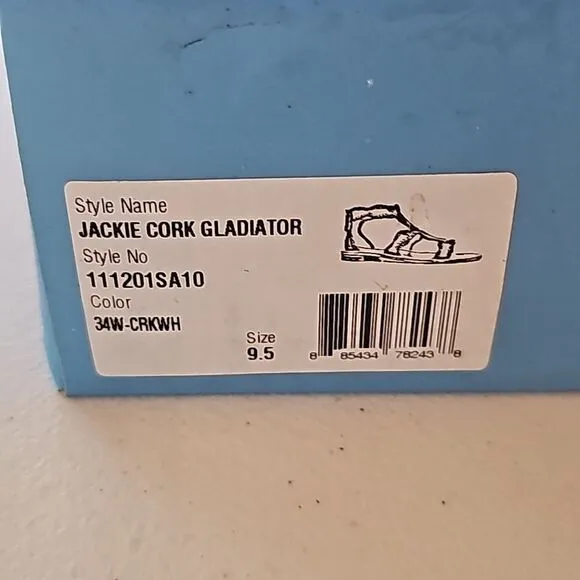 Style Name
JACKIE CORK GLADIATOR
Style No
111201SA10
Color
34W-CRKWH
Size
9.5
8 85434 78243 8